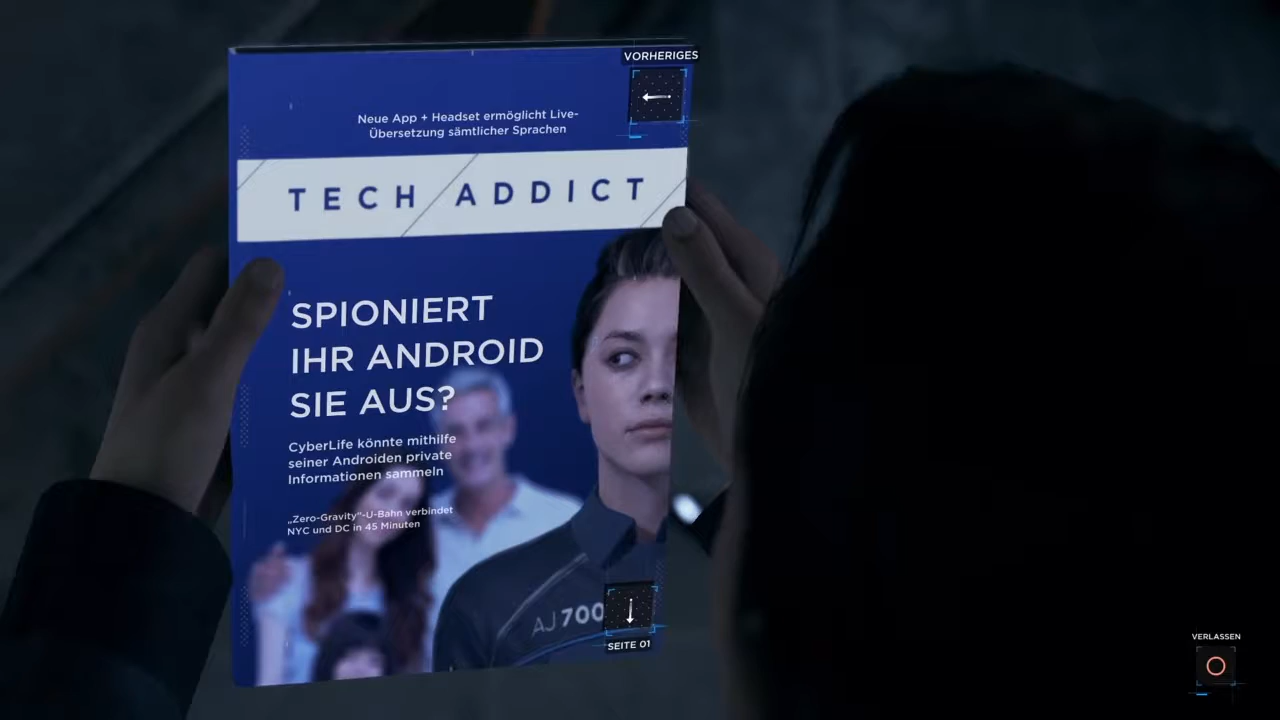 VORHERIGES
Neue App + Headset ermöglicht Live-
Übersetzung sämtlicher Sprachen
TECH ADDICT
SPIONIERT
IHR ANDROID
SIE AUS?
CyberLife könnte mithilfe
seiner Androiden private
Informationen sammeln
„Zero-Gravity“-U-Bahn verbindet
NYC und DC in 45 Minuten
AJ700
SEITE 01
VERLASSEN